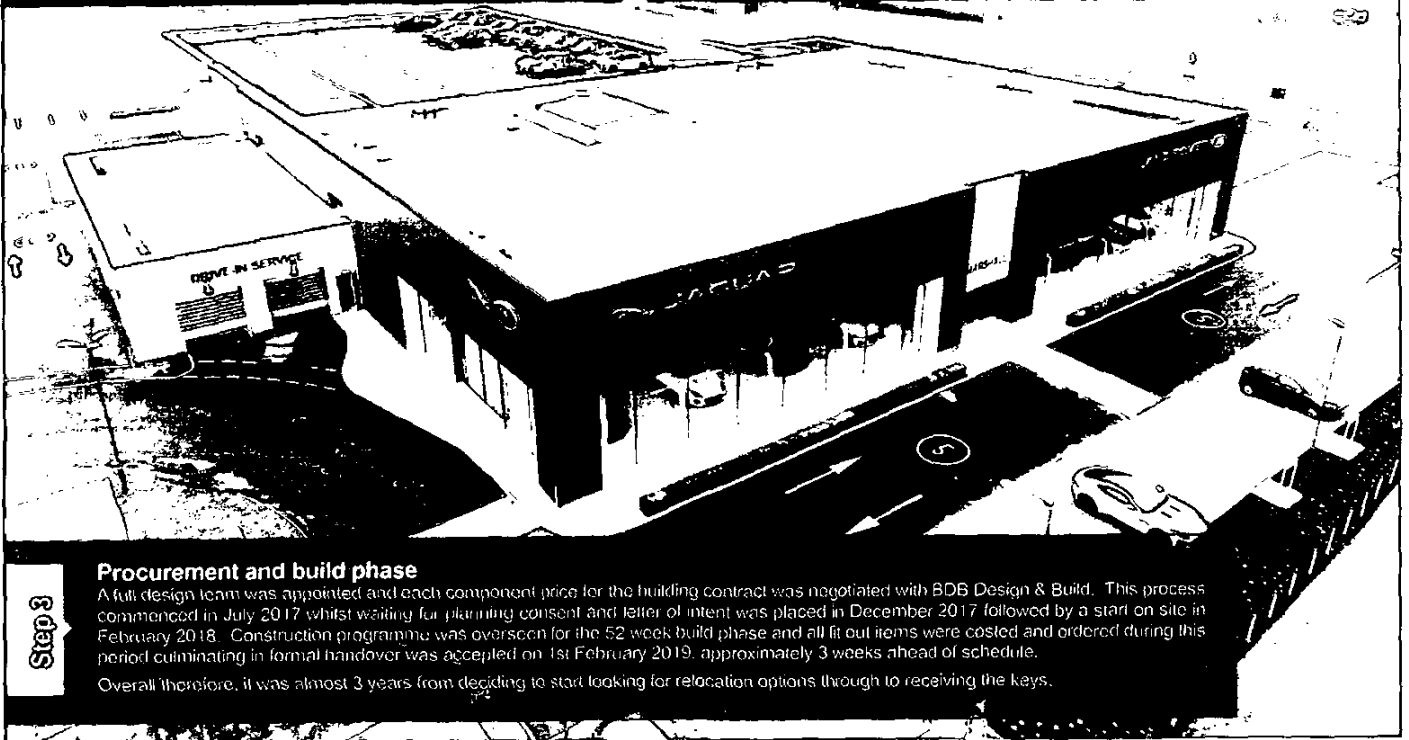 DRIVE-IN SERVICE
JAGUAR
5
Step 3
Procurement and build phase
A full design team was appointed and each component price for the building contract was negotiated with BDB Design & Build. This process
commenced in July 2017 whilst waiting for planning consent and letter of intent was placed in December 2017 followed by a start on site in
February 2018. Construction programme was overseen for the 52 week build phase and all fit out items were costed and ordered during this
period culminating in formal handover was accepted on 1st February 2019, approximately 3 weeks ahead of schedule.
Overall therefore, it was almost 3 years from deciding to start looking for relocation options through to receiving the keys.